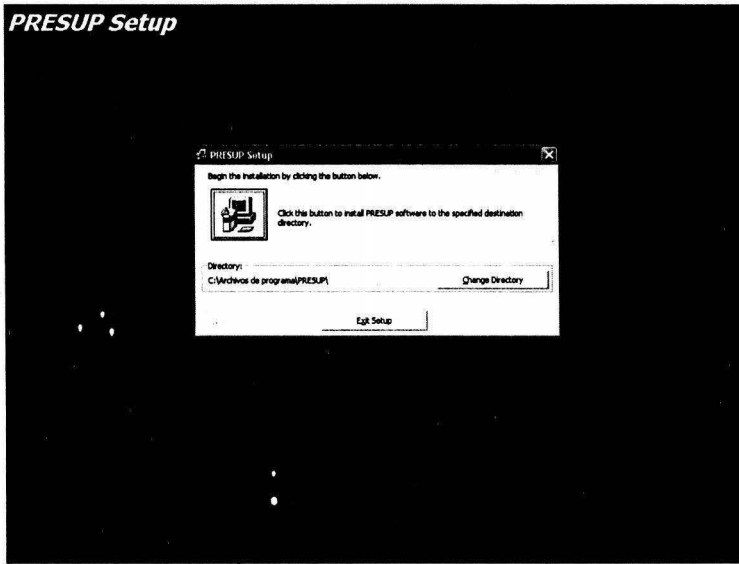 PRESUP Setup
PRESUP Setup
Begin the installation by clicking the button below.
Click this button to install PRESUP software to the specified destination
directory.
Directory:
C:\Archivos de programa\PRESUP\
Change Directory
Exit Setup